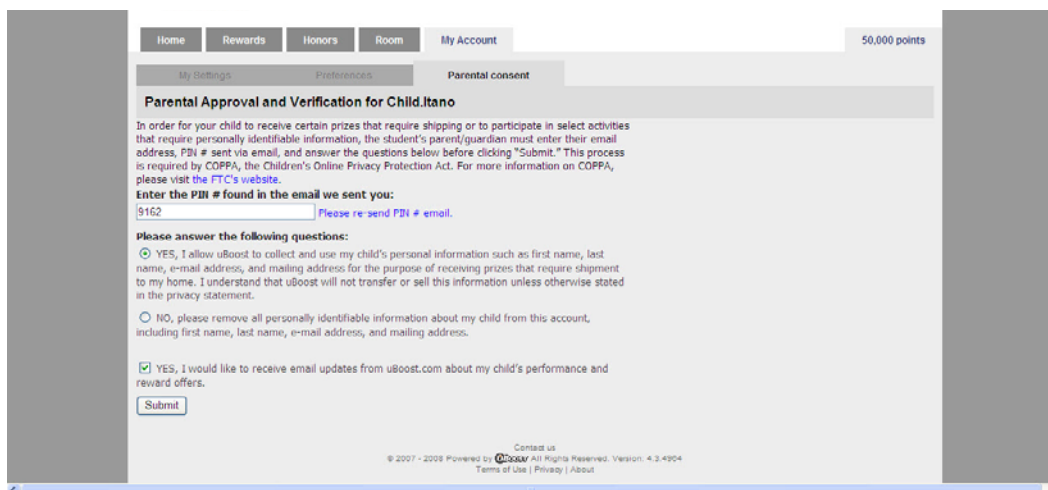 Home Rewards Honors Room My Account 50,000 points
My Settings Preferences Parental consent
Parental Approval and Verification for Child.Itano
In order for your child to receive certain prizes that require shipping or to participate in select activities
that require personally identifiable information, the student's parent/guardian must enter their email
address, PIN # sent via email, and answer the questions below before clicking "Submit." This process
is required by COPPA, the Children's Online Privacy Protection Act. For more information on COPPA,
please visit the FTC's website.
Enter the PIN # found in the email we sent you:
9162 Please re-send PIN # email.
Please answer the following questions:
YES, I allow uBoost to collect and use my child's personal information such as first name, last
name, e-mail address, and mailing address for the purpose of receiving prizes that require shipment
to my home. I understand that uBoost will not transfer or sell this information unless otherwise stated
in the privacy statement.
NO, please remove all personally identifiable information about my child from this account,
including first name, last name, e-mail address, and mailing address.
YES, I would like to receive email updates from uBoost.com about my child's performance and
reward offers.
Submit
Contact us
© 2007 - 2008 Powered by All Rights Reserved. Version: 4.3.4904
Terms of Use | Privacy | About